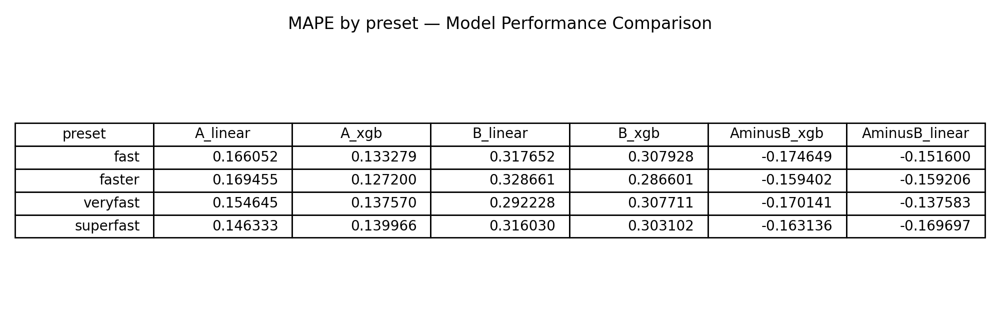 MAPE by preset — Model Performance Comparison
preset A_linear A_xgb B_linear B_xgb AminusB_xgb AminusB_linear
fast 0.166052 0.133279 0.317652 0.307928 -0.174649 -0.151600
faster 0.169455 0.127200 0.328661 0.286601 -0.159402 -0.159206
veryfast 0.154645 0.137570 0.292228 0.307711 -0.170141 -0.137583
superfast 0.146333 0.139966 0.316030 0.303102 -0.163136 -0.169697